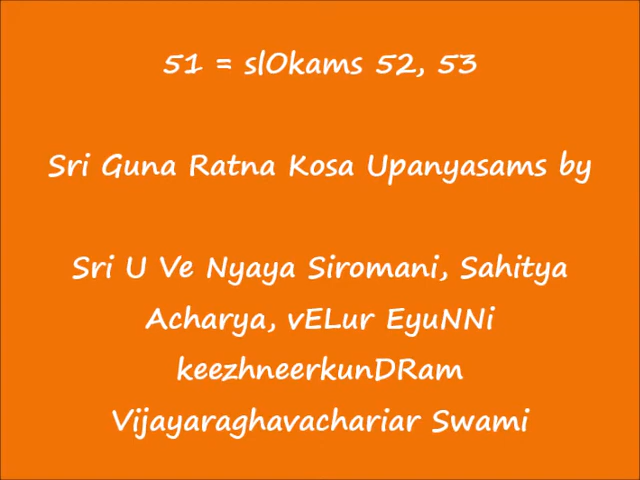 51 = slOkams 52, 53
Sri Guna Ratna Kosa Upanyasams by
Sri U Ve Nyaya Siromani, Sahitya
Acharya, vELur EyuNNi
keezhneerkunDRam
Vijayaraghavachariar Swami